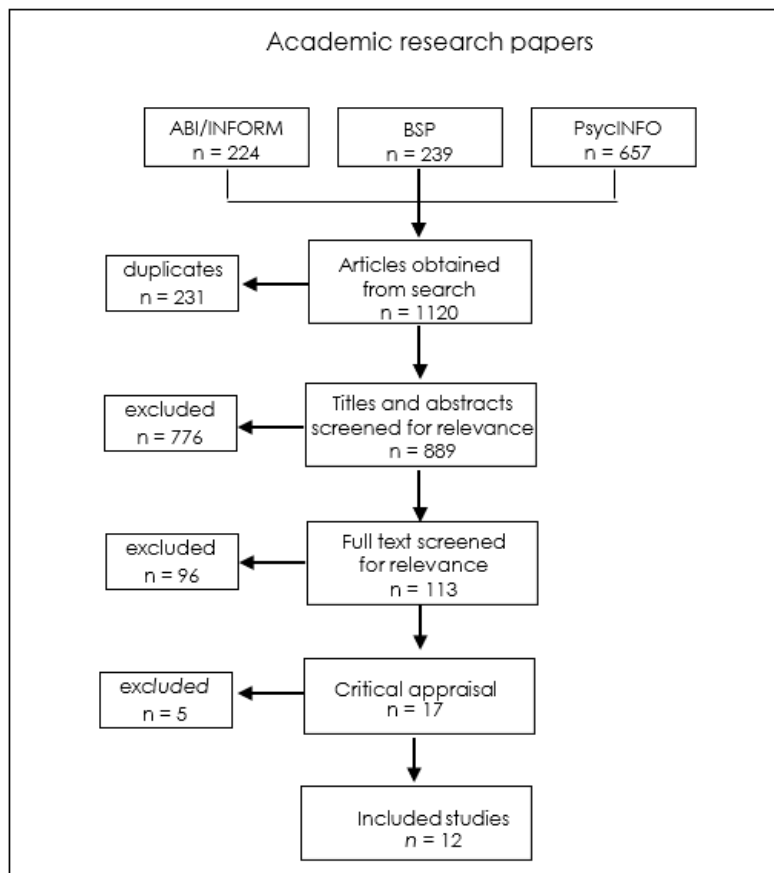 Academic research papers
ABI/INFORM
n = 224
BSP
n = 239
PsycINFO
n = 657
Articles obtained
from search
n = 1120
duplicates
n = 231
Titles and abstracts
screened for relevance
n = 889
excluded
n = 776
Full text screened
for relevance
n = 113
excluded
n = 96
Critical appraisal
n = 17
excluded
n = 5
Included studies
n = 12